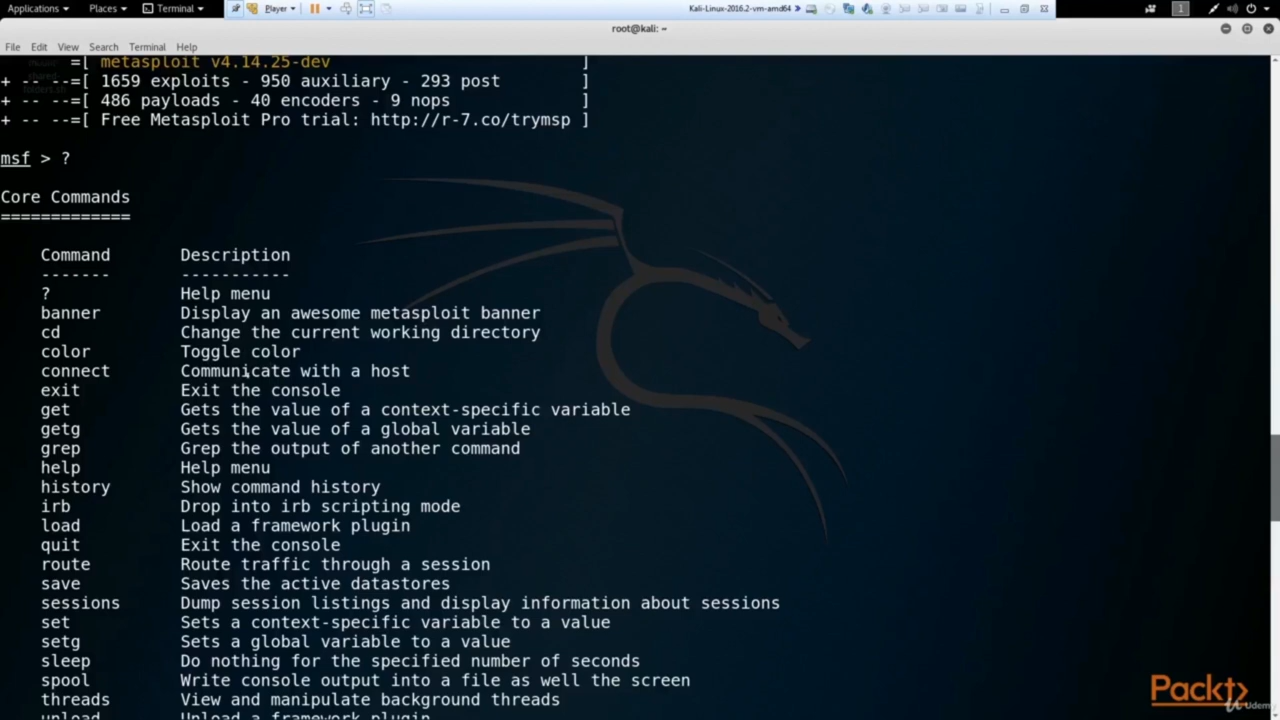 Applications Places Terminal Player Kali-Linux-2016.2-vm-amd64 1
root@kali: ~
File Edit View Search Terminal Help
=[ metasploit v4.14.25-dev ]
+ -- --=[ 1659 exploits - 950 auxiliary - 293 post ]
+ -- --=[ 486 payloads - 40 encoders - 9 nops ]
+ -- --=[ Free Metasploit Pro trial: http://r-7.co/trymsp ]
msf > ?
Core Commands
=============
Command Description
------- -----------
? Help menu
banner Display an awesome metasploit banner
cd Change the current working directory
color Toggle color
connect Communicate with a host
exit Exit the console
get Gets the value of a context-specific variable
getg Gets the value of a global variable
grep Grep the output of another command
help Help menu
history Show command history
irb Drop into irb scripting mode
load Load a framework plugin
quit Exit the console
route Route traffic through a session
save Saves the active datastores
sessions Dump session listings and display information about sessions
set Sets a context-specific variable to a value
setg Sets a global variable to a value
sleep Do nothing for the specified number of seconds
spool Write console output into a file as well the screen
threads View and manipulate background threads
unload Unload a framework plugin
Packt
Udemy